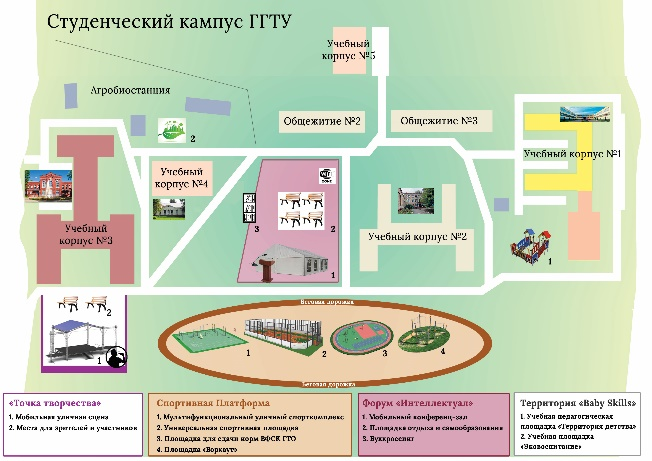 Студенческий кампус ГГТУ
Учебный
корпус №5
Агробиостанция
Общежитие №2
Общежитие №3
2
Учебный корпус №1
Учебный
корпус №4
3
2
1
Учебный
корпус №3
Учебный корпус №2
1
2
1
Беговая дорожка
1
2
3
4
Беговая дорожка
«Точка творчества»
1. Мобильная уличная сцена
2. Места для зрителей и участников
Спортивная Платформа
1. Мультифункциональный уличный спорткомплекс
2. Универсальная спортивная площадка
3. Площадка для сдачи норм ВФСК ГТО
4. Площадка «Воркаут»
Форум «Интеллектуал»
1. Мобильный конференц-зал
2. Площадка отдыха и самообразования
3. Буккроссинг
Территория «Baby Skills»
1. Учебная педагогическая
площадка «Территория детства»
2. Учебная площадка
«Эковоспитание»